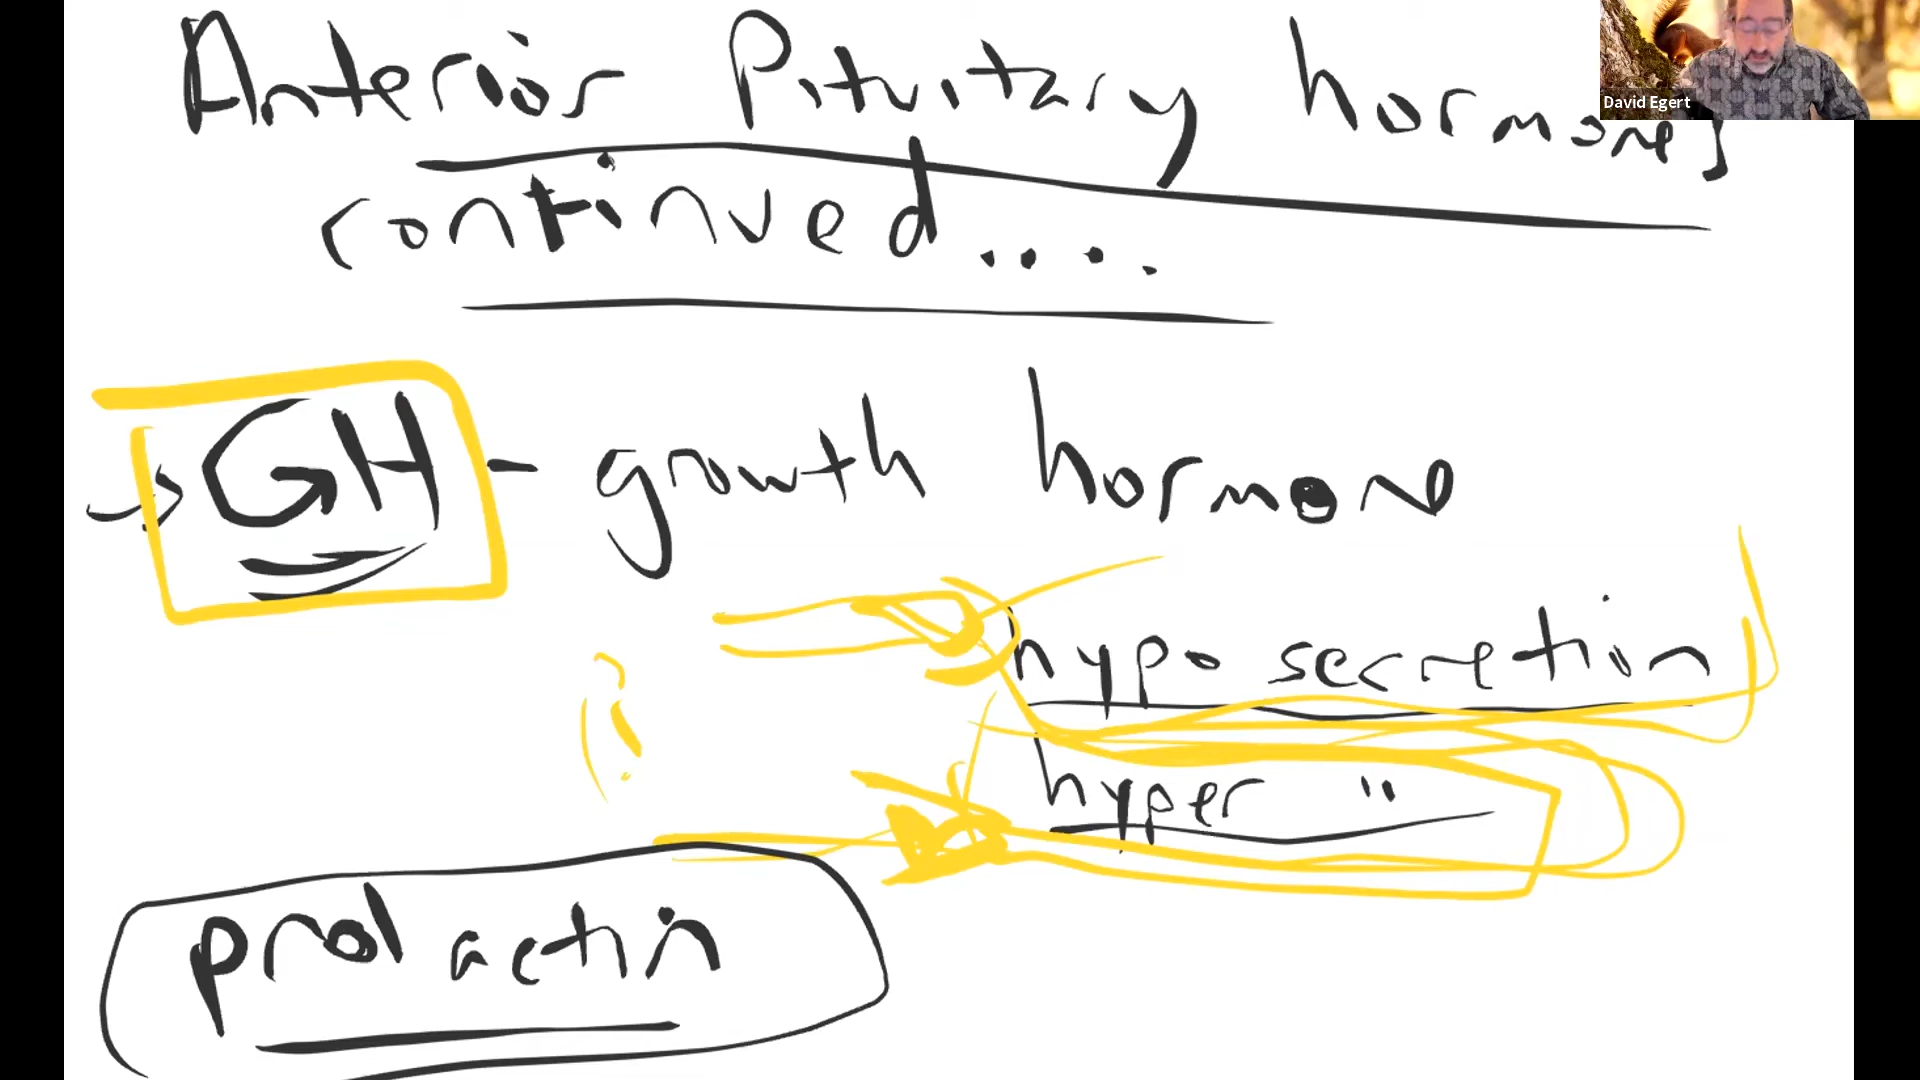 Anterior Pituitary hormones
David Egert
continued....
GH - growth hormone
hypo secretion
hyper "
prolactin